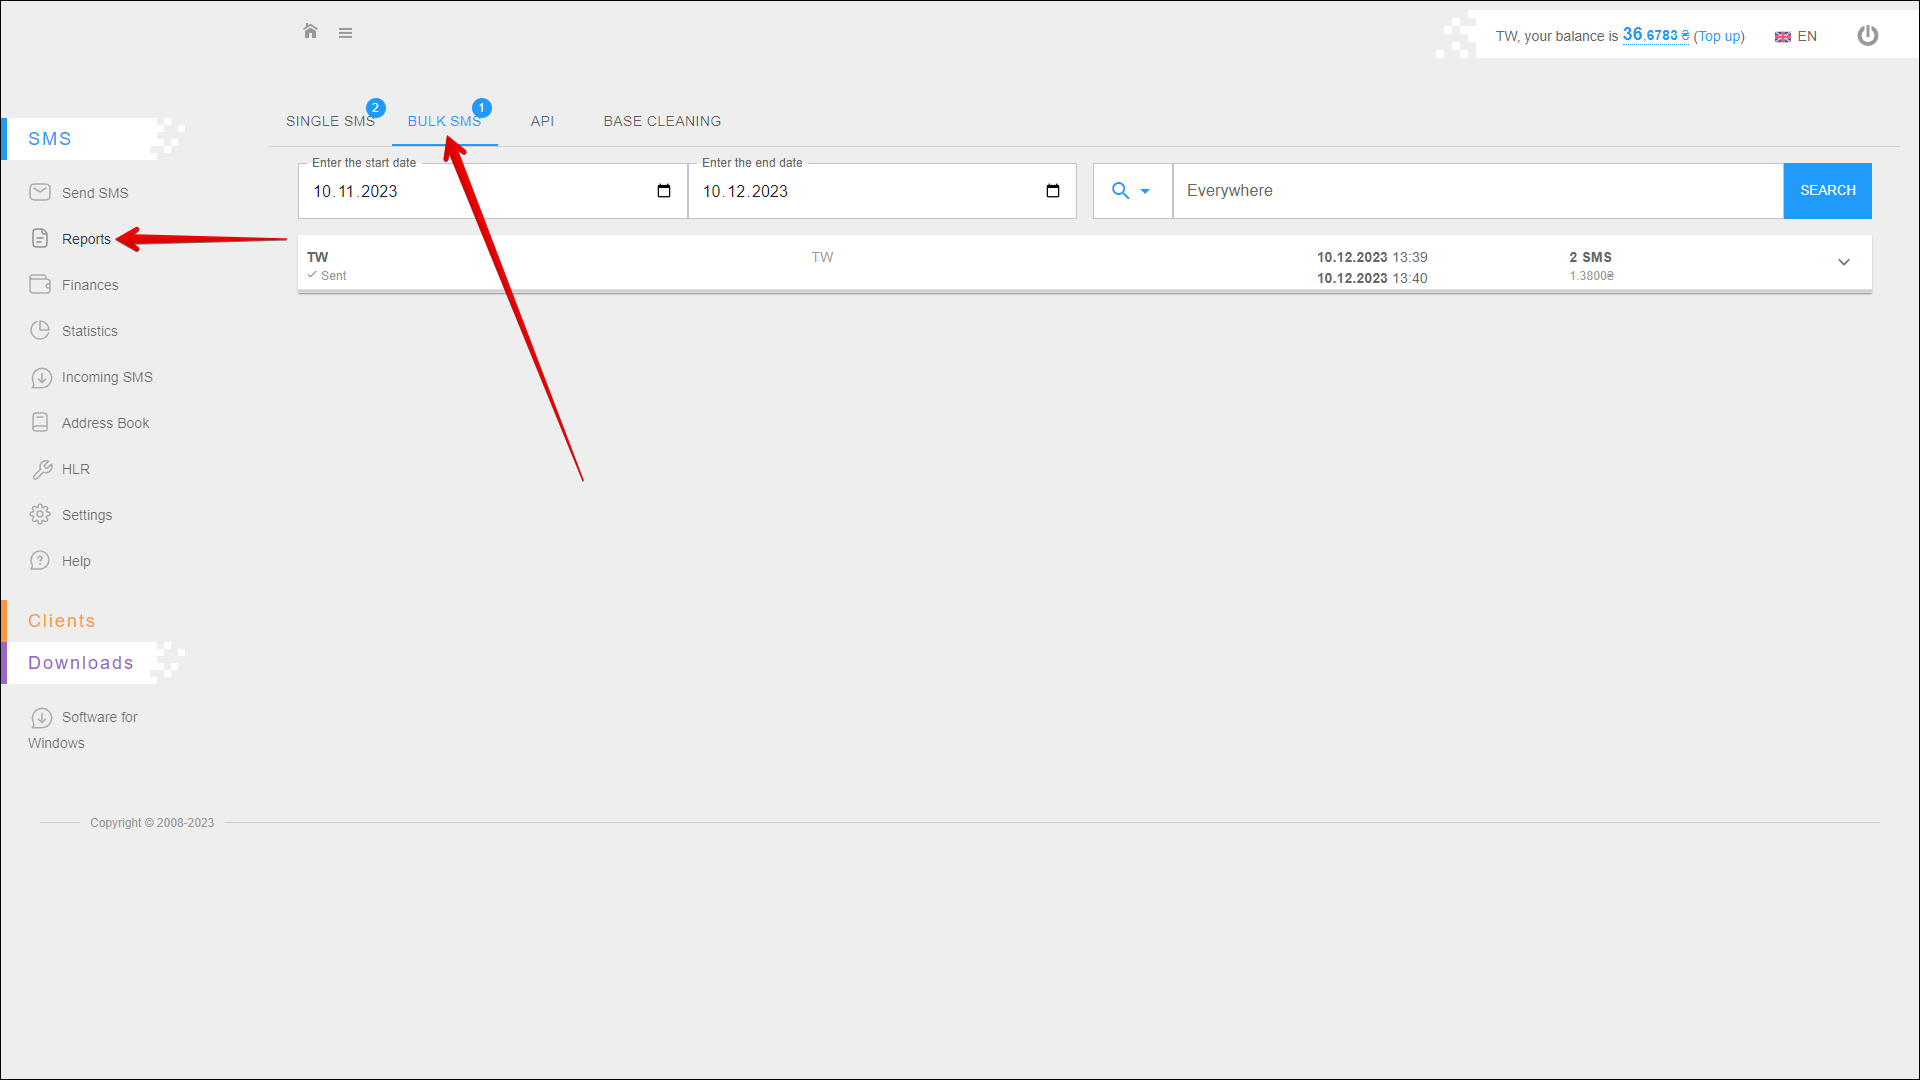 TW, your balance is 36,6783 ₴ (Top up)
EN
SMS
Send SMS
Reports
Finances
Statistics
Incoming SMS
Address Book
HLR
Settings
Help
Clients
Downloads
Software for
Windows
SINGLE SMS 2
BULK SMS 1
API
BASE CLEANING
Enter the start date
10.11.2023
Enter the end date
10.12.2023
Everywhere
SEARCH
TW
Sent
TW
10.12.2023 13:39
10.12.2023 13:40
2 SMS
1.3800₴
Copyright © 2008-2023